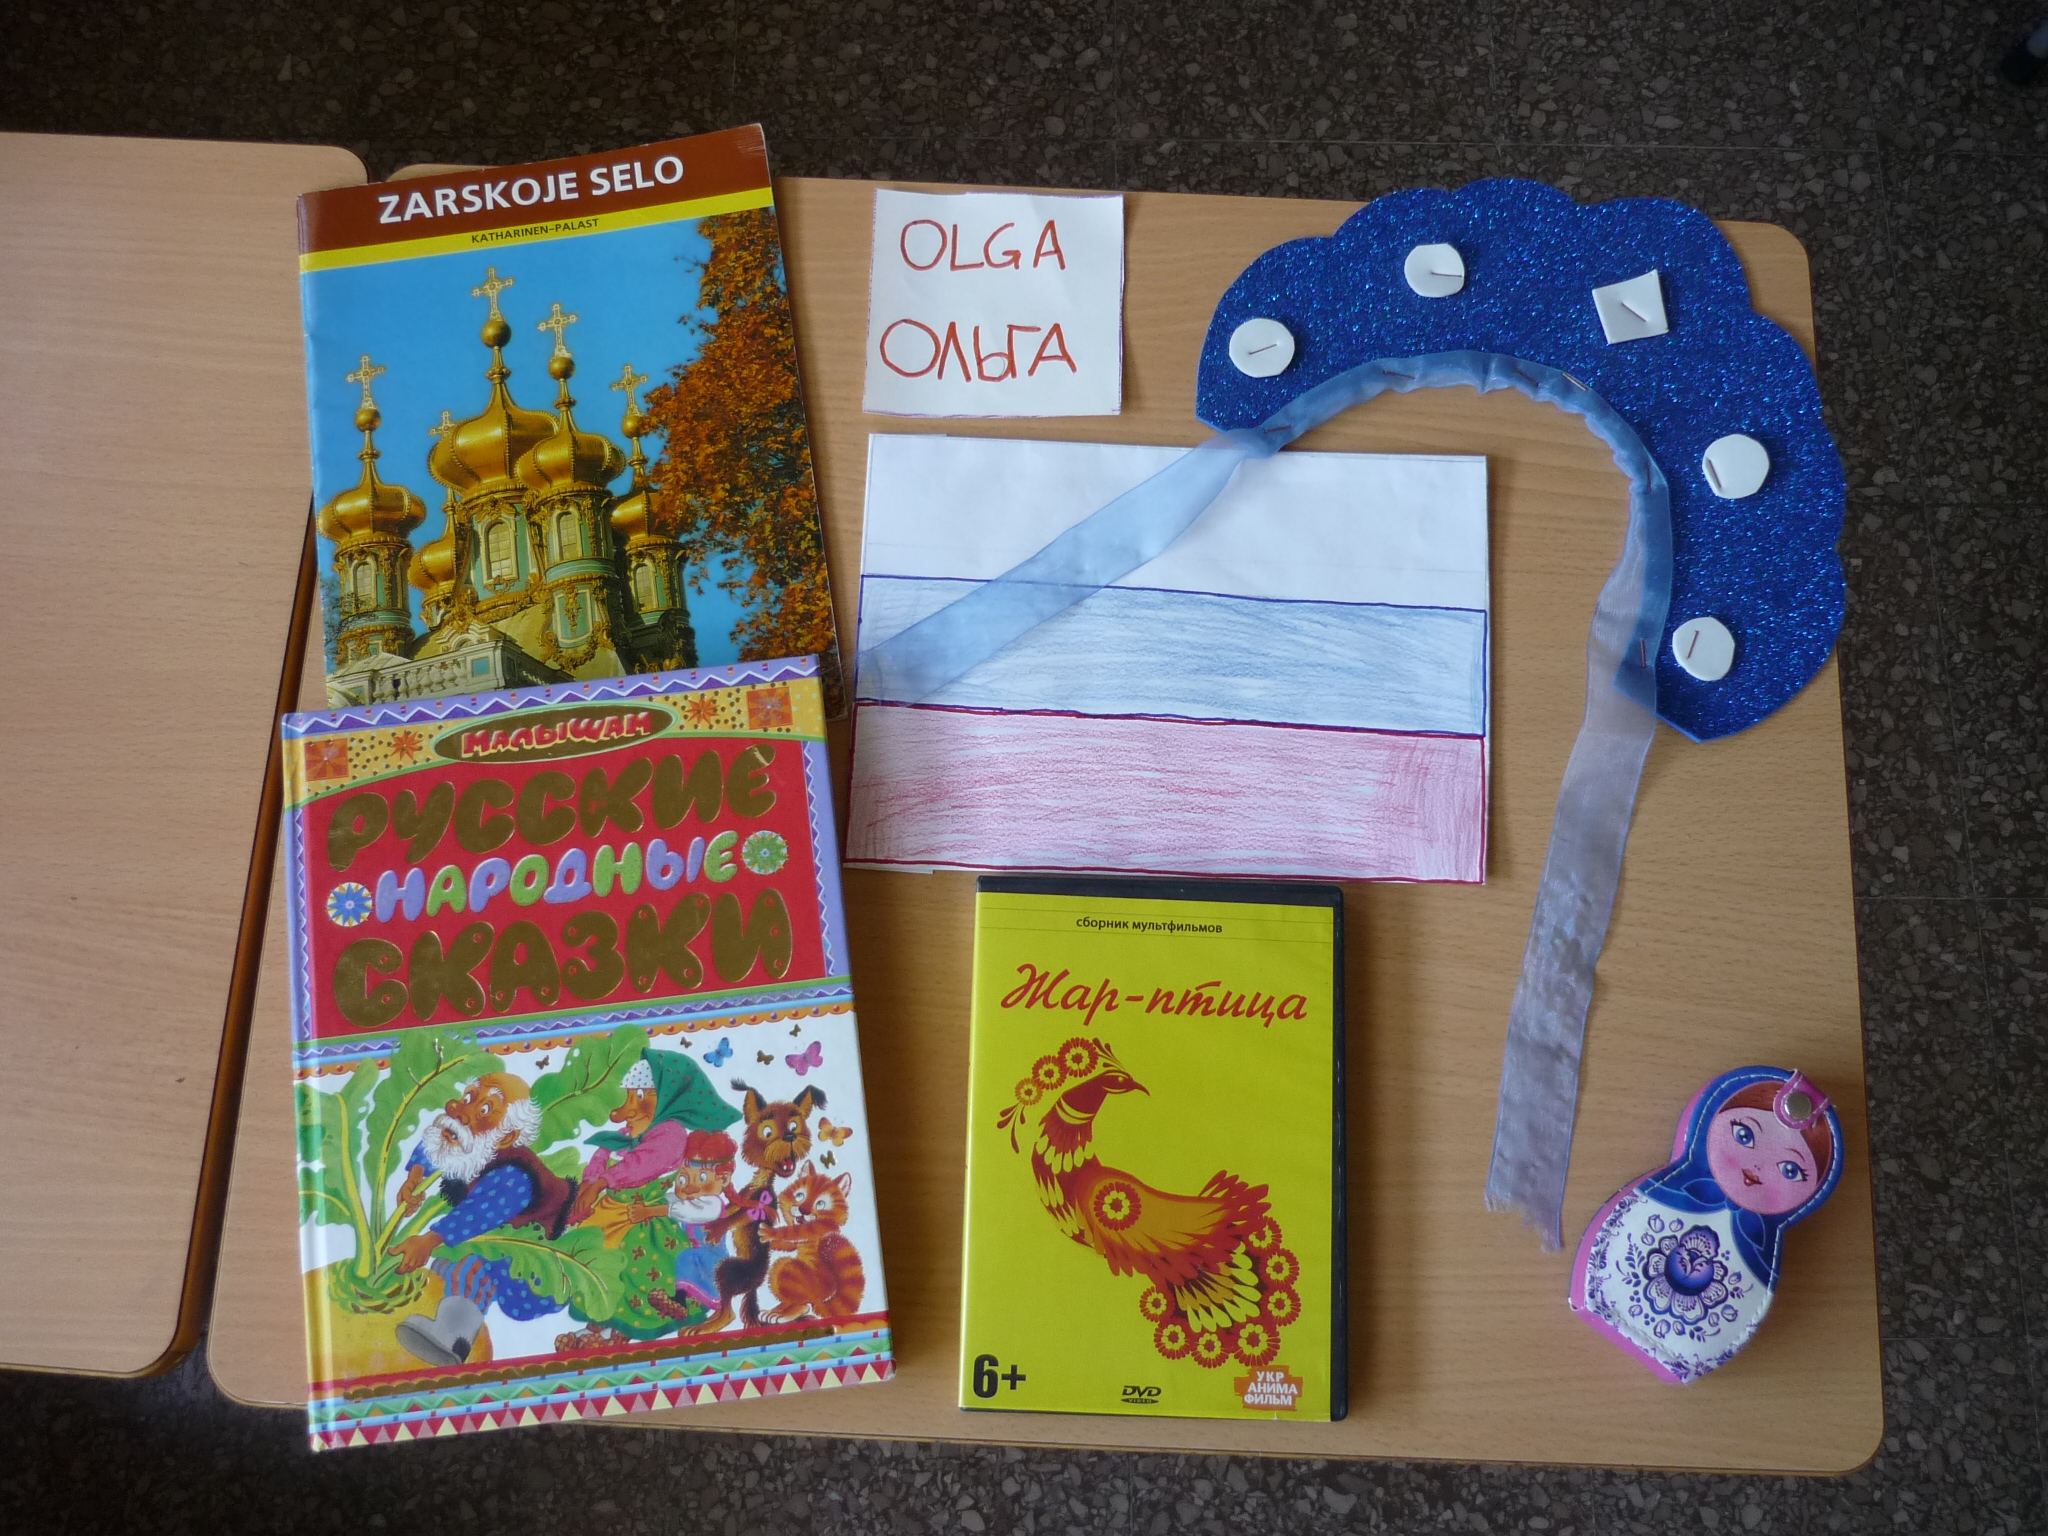 ZARSKOJE SELO
KATHARINEN-PALAST
OLGA
ОЛЬГА
МАЛЫШАМ
РУССКИЕ
НАРОДНЫЕ
СКАЗКИ
сборник мультфильмов
Жар-птица
6+
DVD
VIDEO
УКР
АНИМА
ФИЛЬМ